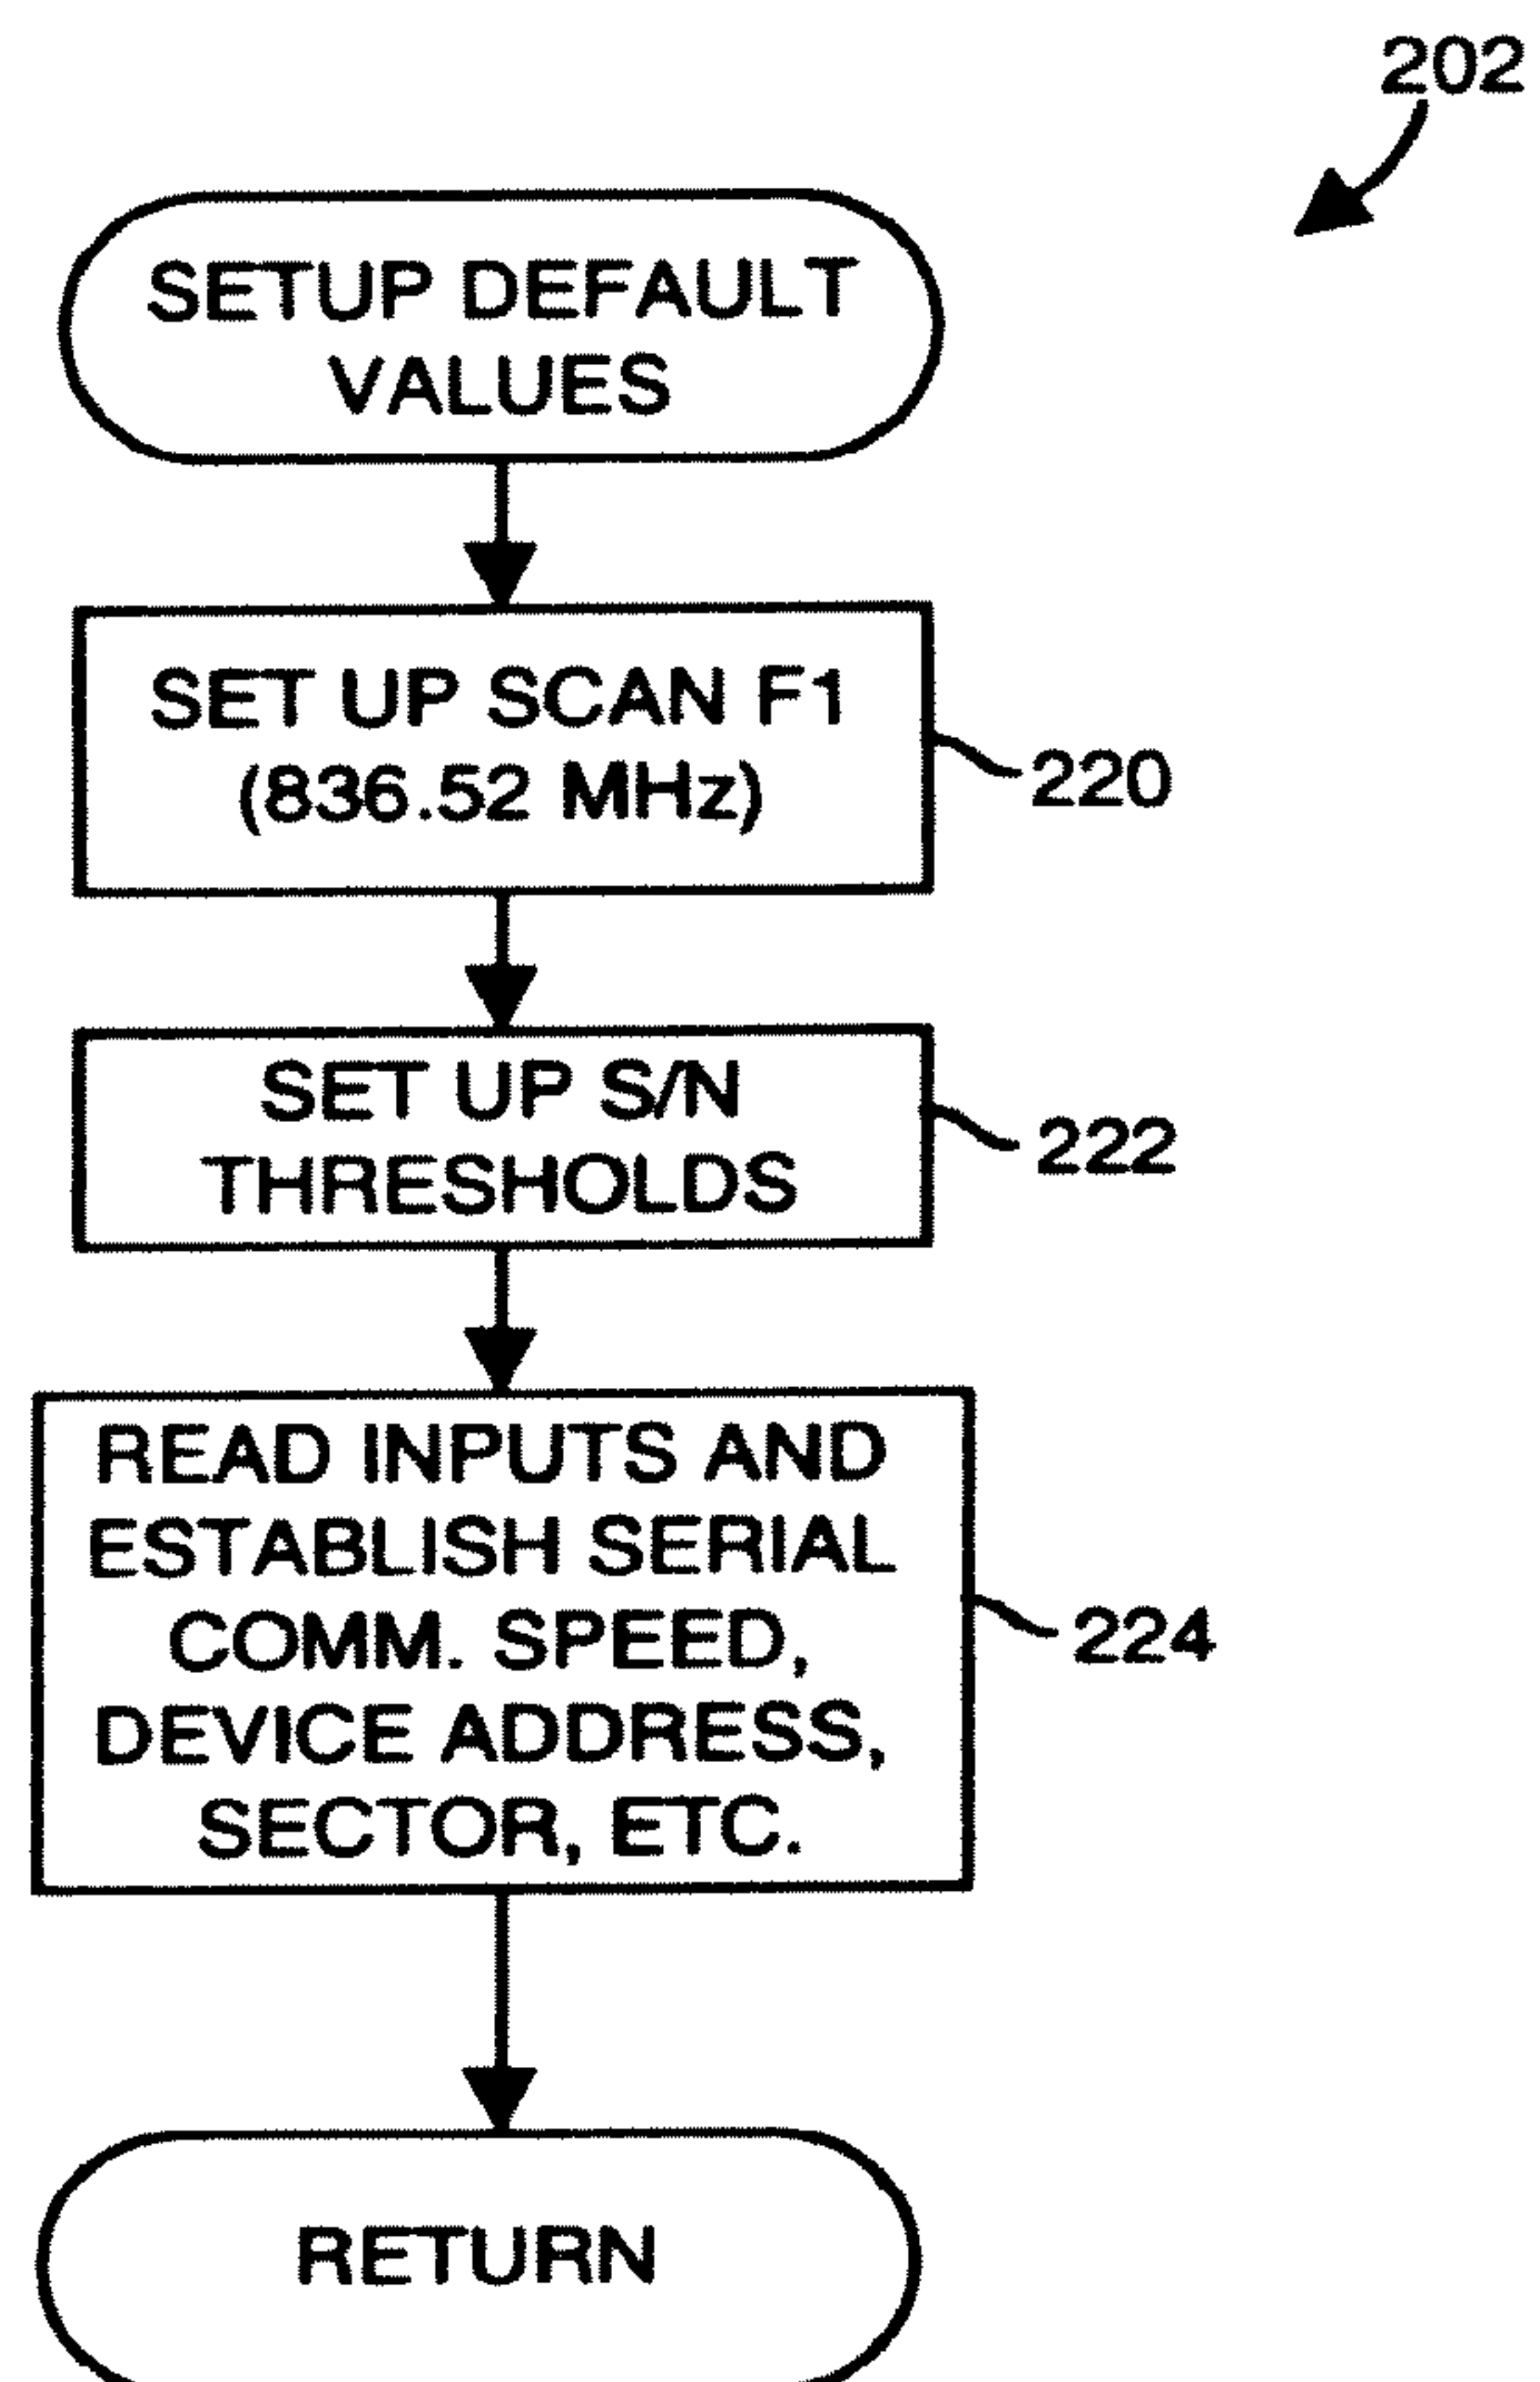 202
SETUP DEFAULT
VALUES
SET UP SCAN F1
(836.52 MHz)
220
SET UP S/N
THRESHOLDS
222
READ INPUTS AND
ESTABLISH SERIAL
COMM. SPEED,
DEVICE ADDRESS,
SECTOR, ETC.
224
RETURN